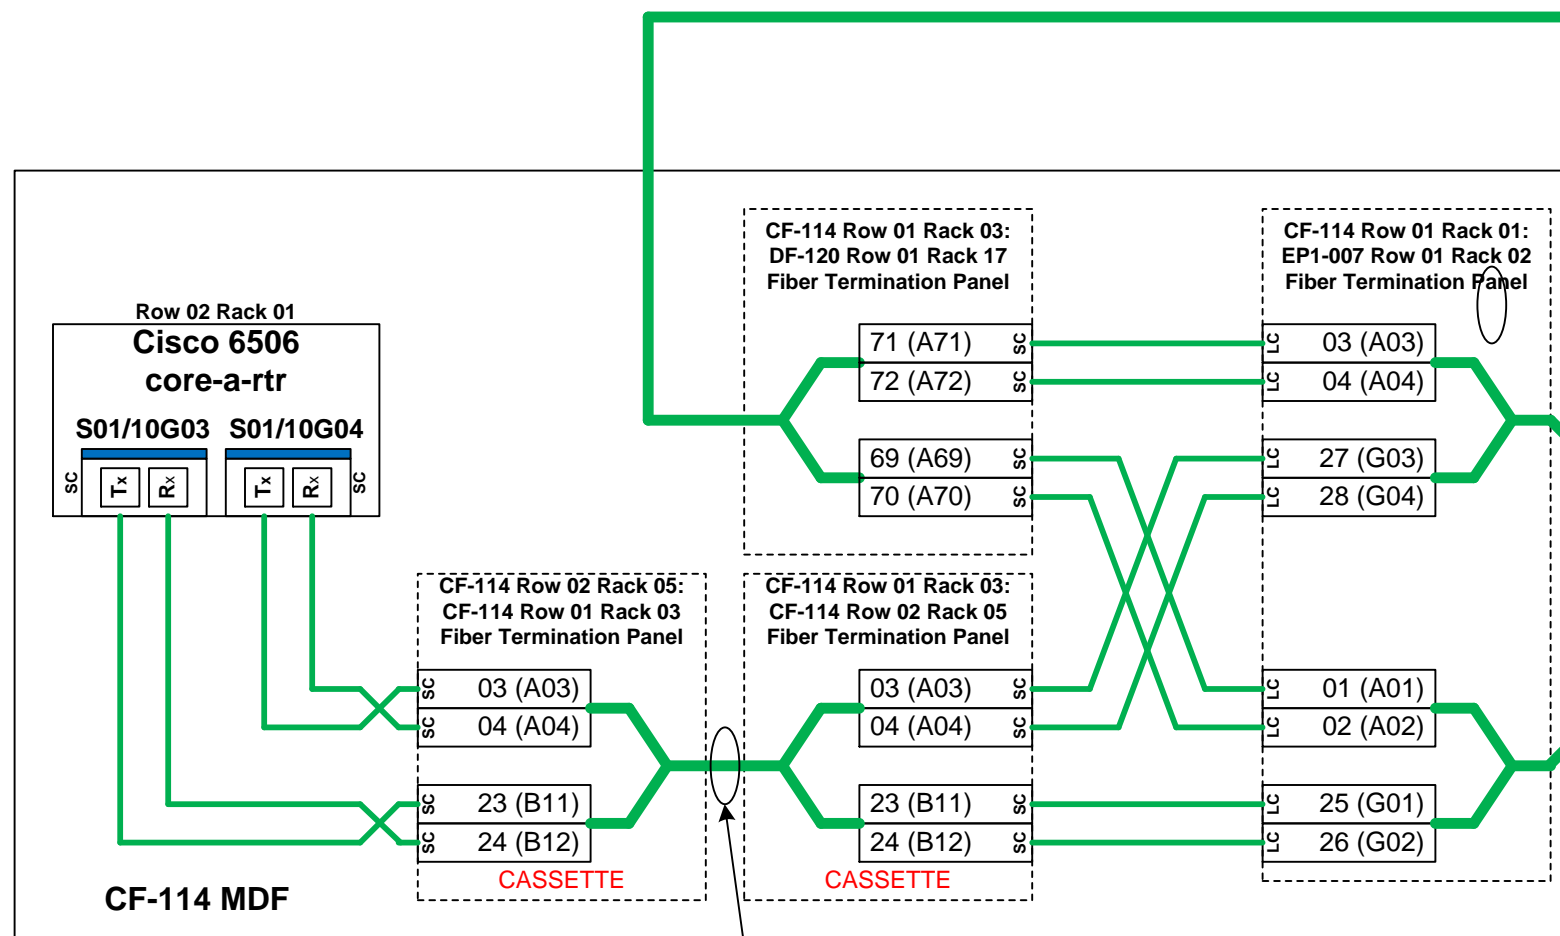 CF-114 Row 01 Rack 03:
DF-120 Row 01 Rack 17
Fiber Termination Panel
CF-114 Row 01 Rack 01:
EP1-007 Row 01 Rack 02
Fiber Termination Panel
Row 02 Rack 01
Cisco 6506
core-a-rtr
S01/10G03
S01/10G04
SC
Tx
Rx
Tx
Rx
SC
71 (A71) SC
72 (A72) SC
69 (A69) SC
70 (A70) SC
LC 03 (A03)
LC 04 (A04)
LC 27 (G03)
LC 28 (G04)
CF-114 Row 02 Rack 05:
CF-114 Row 01 Rack 03
Fiber Termination Panel
CF-114 Row 01 Rack 03:
CF-114 Row 02 Rack 05
Fiber Termination Panel
SC 03 (A03)
SC 04 (A04)
SC 23 (B11)
SC 24 (B12)
CASSETTE
03 (A03) SC
04 (A04) SC
23 (B11) SC
24 (B12) SC
CASSETTE
LC 01 (A01)
LC 02 (A02)
LC 25 (G01)
LC 26 (G02)
CF-114 MDF